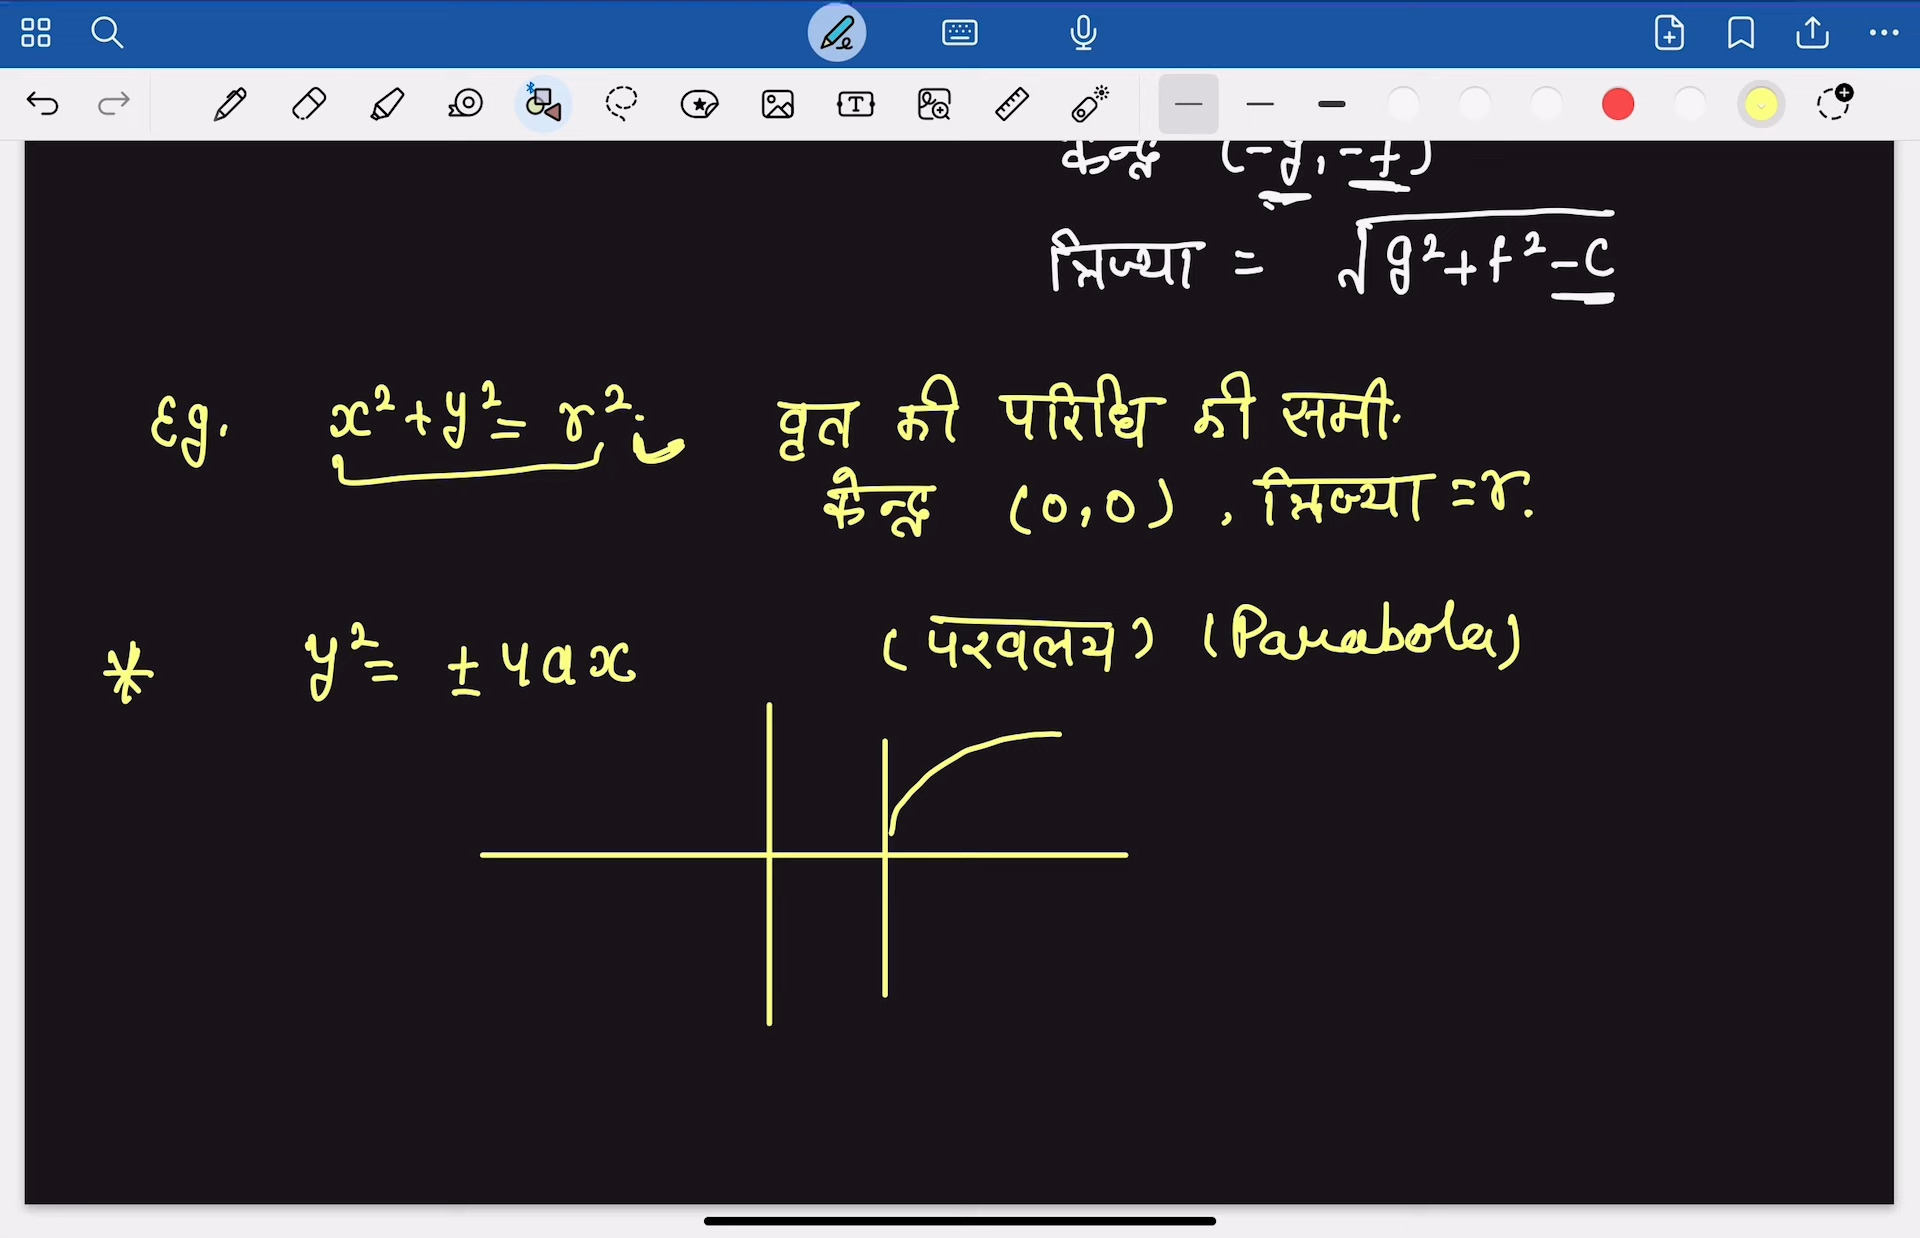 केन्द्र (-g, -f)
त्रिज्या = √g²+f²-c
Eg. x²+y²= r². वृत की परिधि की समी.
केन्द्र (0,0), त्रिज्या =r.
* y²= ±4ax (परवलय) (Parabola)